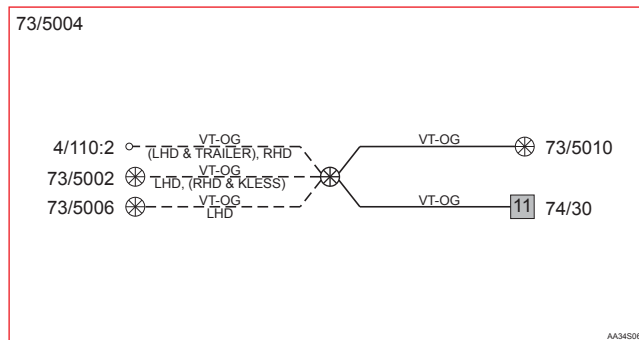 73/5004
4/110:2 VT-OG VT-OG 73/5010
(LHD & TRAILER), RHD
73/5002 VT-OG
LHD, (RHD & KLESS)
73/5006 VT-OG VT-OG 11 74/30
LHD
AA34S06